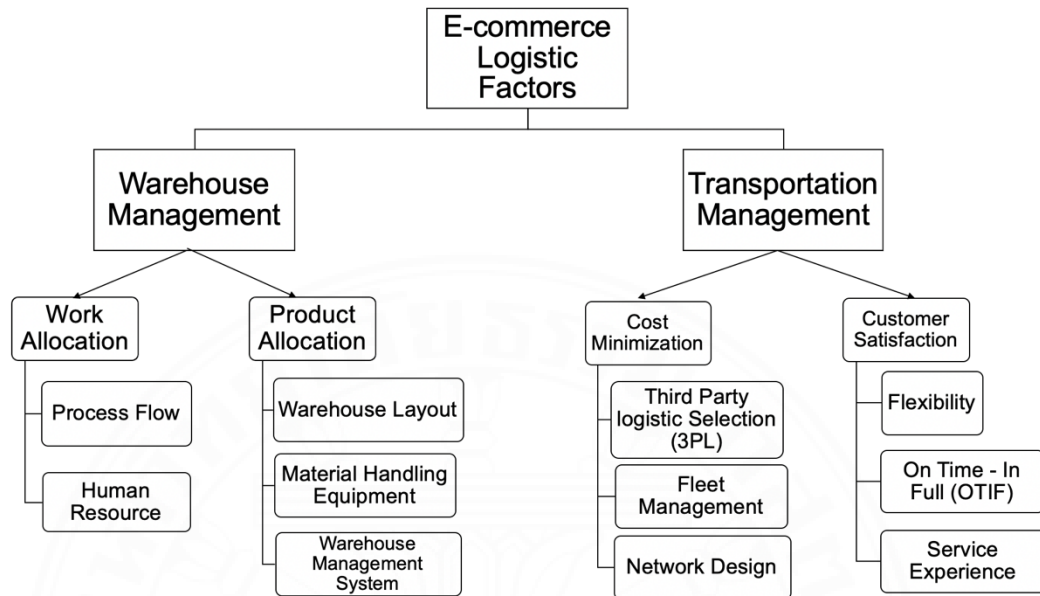 E-commerce
Logistic
Factors
Warehouse
Management
Transportation
Management
Work
Allocation
Process Flow
Human
Resource
Product
Allocation
Warehouse Layout
Material Handling
Equipment
Warehouse
Management
System
Cost
Minimization
Third Party
logistic Selection
(3PL)
Fleet
Management
Network Design
Customer
Satisfaction
Flexibility
On Time - In
Full (OTIF)
Service
Experience